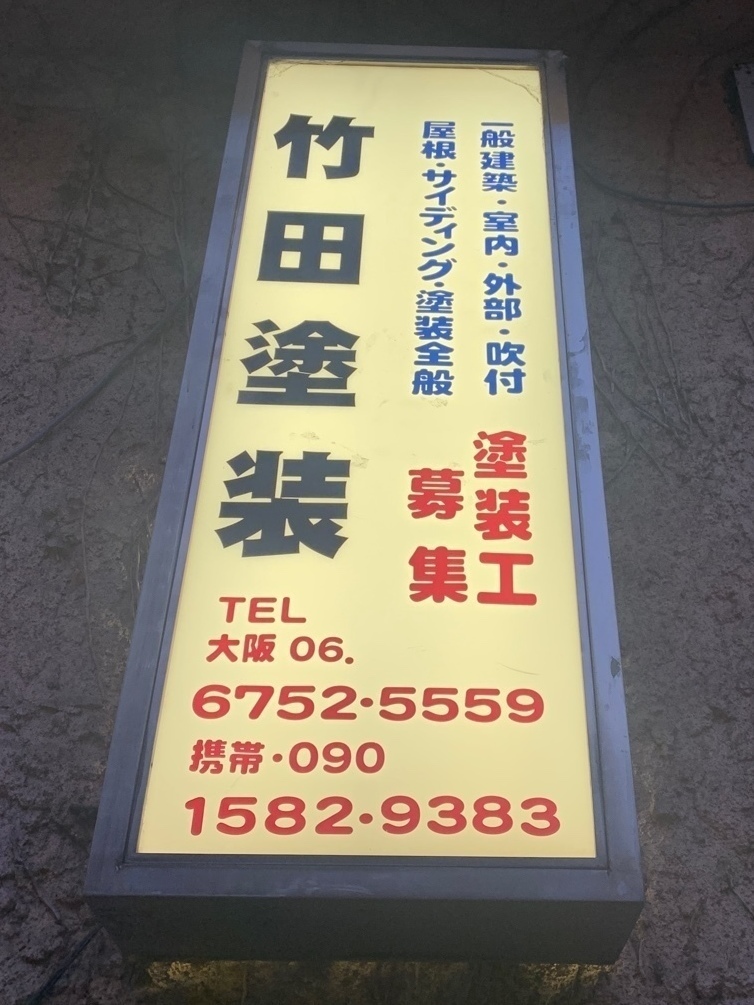 一般建築・室内・外部・吹付
屋根・サイディング・塗装全般
塗装工
募集
竹田塗装
TEL
大阪 06.
6752・5559
携帯・090
1582・9383